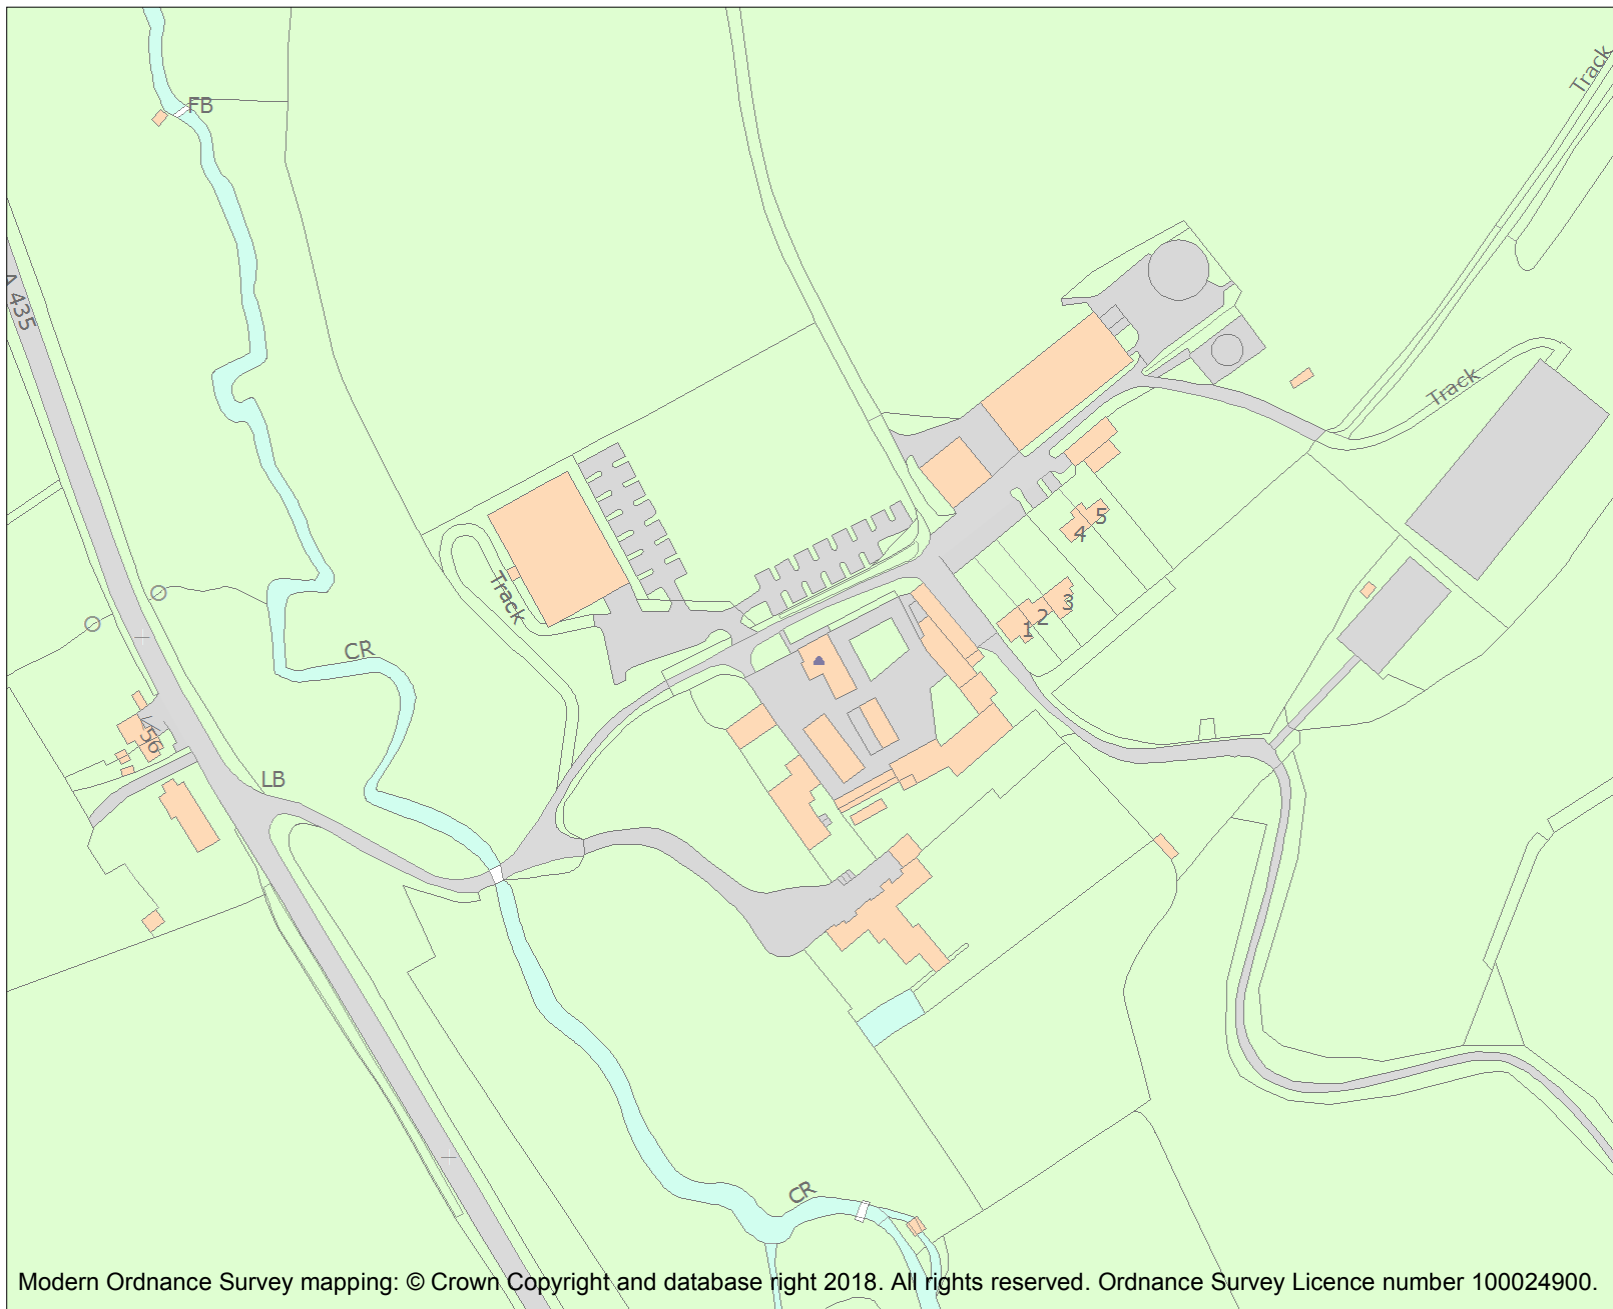 FB
Track
A 435
Track
Track
5
4
3
2
1
CR
56
LB
CR
Modern Ordnance Survey mapping: © Crown Copyright and database right 2018. All rights reserved. Ordnance Survey Licence number 100024900.